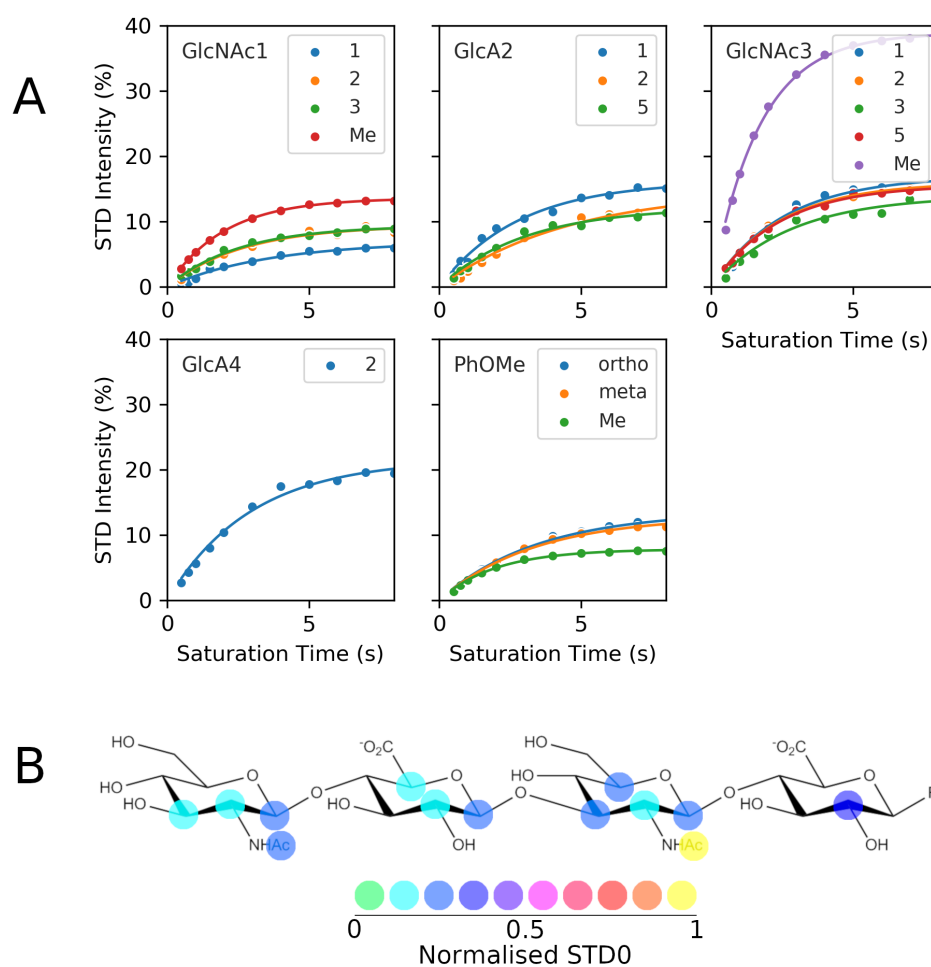 A
GlcNAc1
1
2
3
Me
GlcA2
1
2
5
GlcNAc3
1
2
3
5
Me
STD Intensity (%)
40
30
20
10
0
0 5
0 5
0 5
Saturation Time (s)
GlcA4
2
PhOMe
ortho
meta
Me
STD Intensity (%)
40
30
20
10
0
0 5
0 5
Saturation Time (s)
Saturation Time (s)
B
HO
HO
HO
O
NHAc
O
⁻O₂C
HO
O
OH
O
HO
HO
O
NHAc
O
⁻O₂C
HO
O
OH
0 0.5 1
Normalised STD0